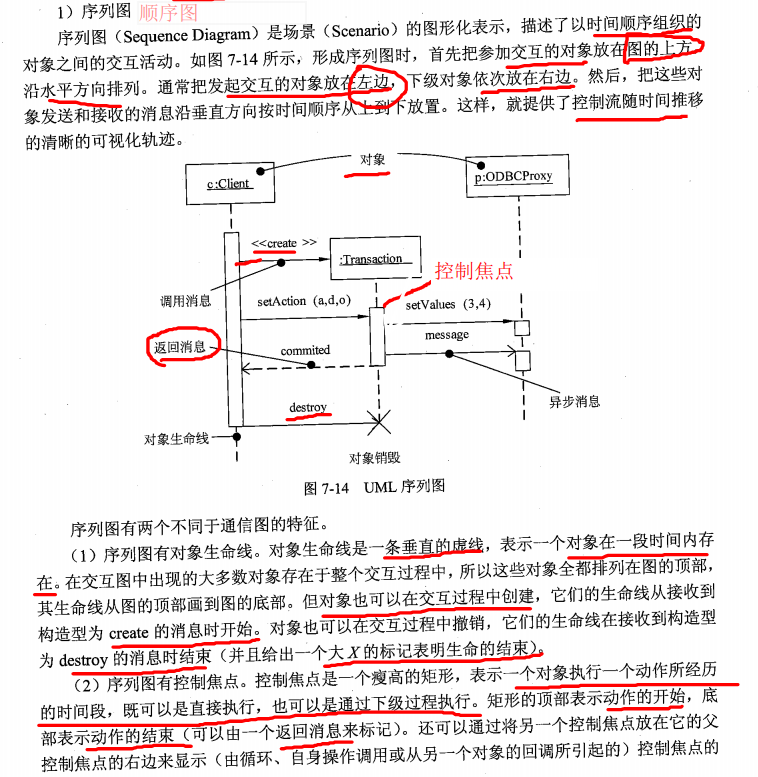 1）序列图 顺序图
序列图（Sequence Diagram）是场景（Scenario）的图形化表示，描述了以时间顺序组织的
对象之间的交互活动。如图 7-14 所示，形成序列图时，首先把参加交互的对象放在图的上方，
沿水平方向排列。通常把发起交互的对象放在左边，下级对象依次放在右边。然后，把这些对
象发送和接收的消息沿垂直方向按时间顺序从上到下放置。这样，就提供了控制流随时间推移
的清晰的可视化轨迹。
对象
c:Client
p:ODBCProxy
<<create >>
:Transaction
控制焦点
调用消息
setAction (a,d,o)
setValues (3,4)
返回消息
commited
message
异步消息
destroy
对象生命线
对象销毁
图 7-14 UML 序列图
序列图有两个不同于通信图的特征。
（1）序列图有对象生命线。对象生命线是一条垂直的虚线，表示一个对象在一段时间内存
在。在交互图中出现的大多数对象存在于整个交互过程中，所以这些对象全都排列在图的顶部，
其生命线从图的顶部画到图的底部。但对象也可以在交互过程中创建，它们的生命线从接收到
构造型为 create 的消息时开始。对象也可以在交互过程中撤销，它们的生命线在接收到构造型
为 destroy 的消息时结束（并且给出一个大 X 的标记表明生命的结束）。
（2）序列图有控制焦点。控制焦点是一个瘦高的矩形，表示一个对象执行一个动作所经历
的时间段，既可以是直接执行，也可以是通过下级过程执行。矩形的顶部表示动作的开始，底
部表示动作的结束（可以由一个返回消息来标记）。还可以通过将另一个控制焦点放在它的父
控制焦点的右边来显示（由循环、自身操作调用或从另一个对象的回调所引起的）控制焦点的